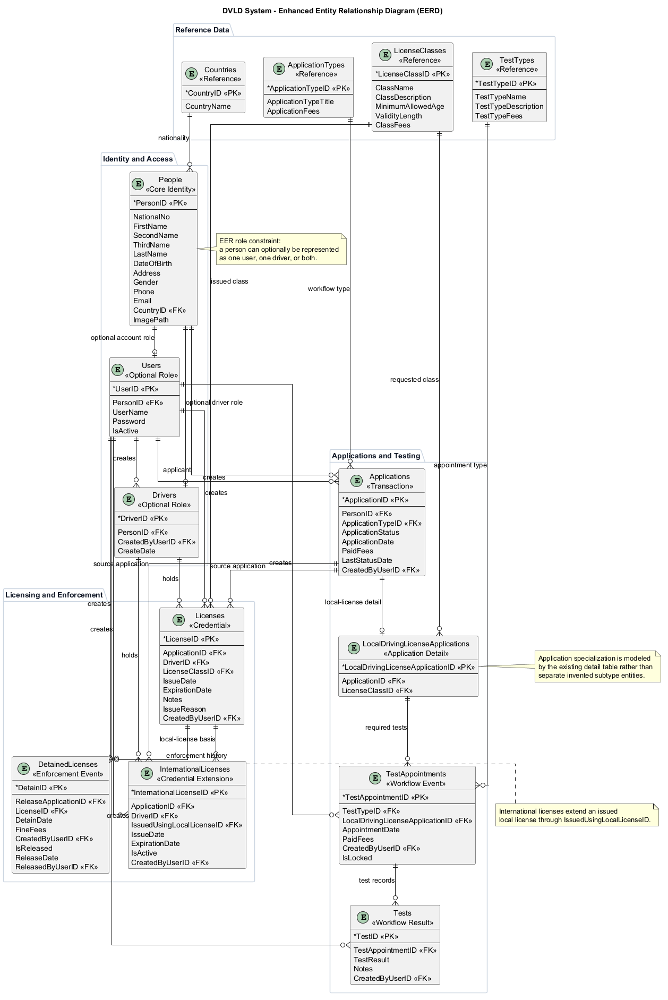 DVLD System - Enhanced Entity Relationship Diagram (EERD)
Reference Data
E
Countries
«Reference»
*CountryID «PK»
CountryName
E
ApplicationTypes
«Reference»
*ApplicationTypeID «PK»
ApplicationTypeTitle
ApplicationFees
E
LicenseClasses
«Reference»
*LicenseClassID «PK»
ClassName
ClassDescription
MinimumAllowedAge
ValidityLength
ClassFees
E
TestTypes
«Reference»
*TestTypeID «PK»
TestTypeName
TestTypeDescription
TestTypeFees
nationality
Identity and Access
E
People
«Core Identity»
*PersonID «PK»
NationalNo
FirstName
SecondName
ThirdName
LastName
DateOfBirth
Address
Gender
Phone
Email
CountryID «FK»
ImagePath
EER role constraint:
a person can optionally be represented
as one user, one driver, or both.
issued class
workflow type
optional account role
E
Users
«Optional Role»
*UserID «PK»
PersonID «FK»
UserName
Password
IsActive
requested class
optional driver role
creates
applicant
creates
creates
Applications and Testing
appointment type
E
Drivers
«Optional Role»
*DriverID «PK»
PersonID «FK»
CreatedByUserID «FK»
CreateDate
E
Applications
«Transaction»
*ApplicationID «PK»
PersonID «FK»
ApplicationTypeID «FK»
ApplicationStatus
ApplicationDate
PaidFees
LastStatusDate
CreatedByUserID «FK»
source application
source application
creates
holds
local-license detail
Licensing and Enforcement
creates
creates
holds
E
Licenses
«Credential»
*LicenseID «PK»
ApplicationID «FK»
DriverID «FK»
LicenseClassID «FK»
IssueDate
ExpirationDate
Notes
IssueReason
CreatedByUserID «FK»
E
LocalDrivingLicenseApplications
«Application Detail»
*LocalDrivingLicenseApplicationID «PK»
ApplicationID «FK»
LicenseClassID «FK»
Application specialization is modeled
by the existing detail table rather than
separate invented subtype entities.
required tests
local-license basis
enforcement history
E
DetainedLicenses
«Enforcement Event»
*DetainID «PK»
ReleaseApplicationID «FK»
LicenseID «FK»
DetainDate
FineFees
CreatedByUserID «FK»
IsReleased
ReleaseDate
ReleasedByUserID «FK»
creates
E
InternationalLicenses
«Credential Extension»
*InternationalLicenseID «PK»
ApplicationID «FK»
DriverID «FK»
IssuedUsingLocalLicenseID «FK»
IssueDate
ExpirationDate
IsActive
CreatedByUserID «FK»
E
TestAppointments
«Workflow Event»
*TestAppointmentID «PK»
TestTypeID «FK»
LocalDrivingLicenseApplicationID «FK»
AppointmentDate
PaidFees
CreatedByUserID «FK»
IsLocked
International licenses extend an issued
local license through IssuedUsingLocalLicenseID.
test records
E
Tests
«Workflow Result»
*TestID «PK»
TestAppointmentID «FK»
TestResult
Notes
CreatedByUserID «FK»